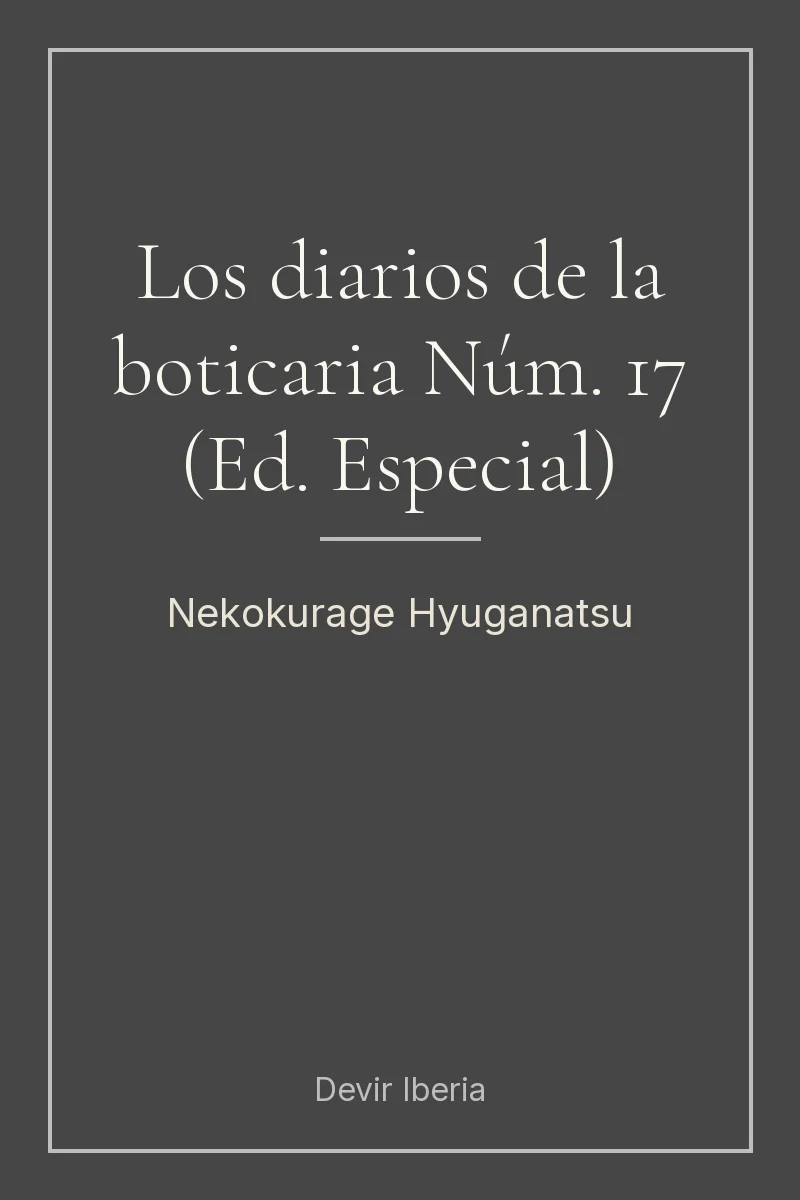 Los diarios de la
boticaria Núm. 17
(Ed. Especial)
Nekokurage Hyuganatsu
Devir Iberia